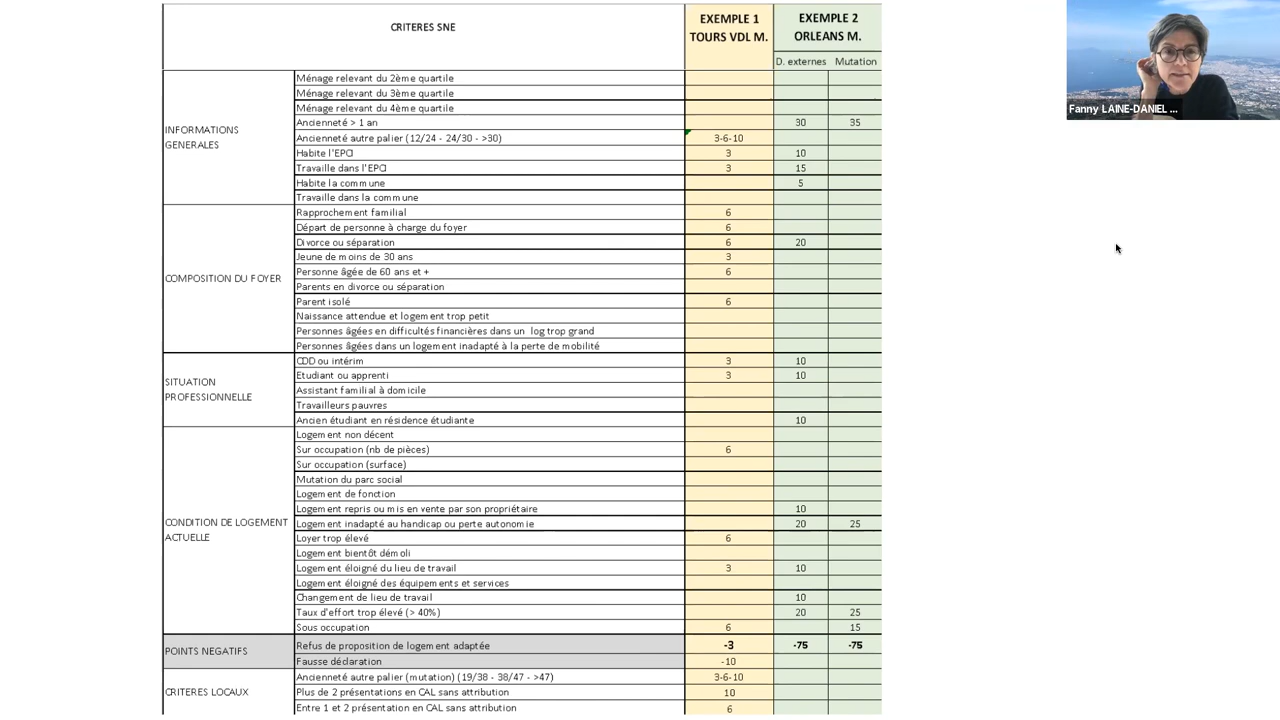 CRITERES SNE
EXEMPLE 1
TOURS VDL M.
EXEMPLE 2
ORLEANS M.
D. externes Mutation
INFORMATIONS
GENERALES
Ménage relevant du 2ème quartile
Ménage relevant du 3ème quartile
Ménage relevant du 4ème quartile
Ancienneté > 1 an 30 35
Ancienneté autre palier (12/24 - 24/30 - >30) 3-6-10
Habite l'EPCI 3 10
Travaille dans l'EPCI 3 15
Habite la commune 5
Travaille dans la commune
COMPOSITION DU FOYER
Rapprochement familial 6
Départ de personne à charge du foyer 6
Divorce ou séparation 6 20
Jeune de moins de 30 ans 3
Personne âgée de 60 ans et + 6
Parents en divorce ou séparation
Parent isolé 6
Naissance attendue et logement trop petit
Personnes âgées en difficultés financières dans un log trop grand
Personnes âgées dans un logement inadapté à la perte de mobilité
SITUATION
PROFESSIONNELLE
CDD ou intérim 3 10
Etudiant ou apprenti 3 10
Assistant familial à domicile
Travailleurs pauvres
Ancien étudiant en résidence étudiante 10
CONDITION DE LOGEMENT
ACTUELLE
Logement non décent
Sur occupation (nb de pièces) 6
Sur occupation (surface)
Mutation du parc social
Logement de fonction
Logement repris ou mis en vente par son propriétaire 10
Logement inadapté au handicap ou perte autonomie 20 25
Loyer trop élevé 6
Logement bientôt démoli
Logement éloigné du lieu de travail 3 10
Logement éloigné des équipements et services
Changement de lieu de travail 10
Taux d'effort trop élevé (> 40%) 20 25
Sous occupation 6 15
POINTS NEGATIFS
Refus de proposition de logement adaptée -3 -75 -75
Fausse déclaration -10
CRITERES LOCAUX
Ancienneté autre palier (mutation) (19/38 - 38/47 - >47) 3-6-10
Plus de 2 présentations en CAL sans attribution 10
Entre 1 et 2 présentation en CAL sans attribution 6
Fanny LAINE-DANIEL ...